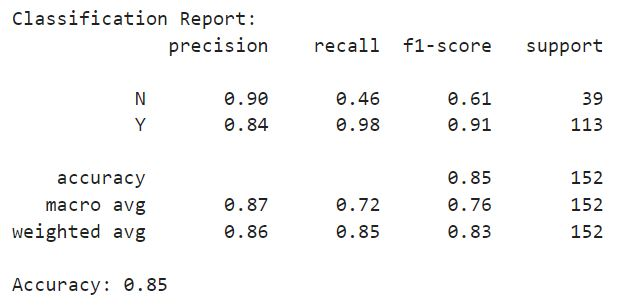 Classification Report:
precision recall f1-score support
N 0.90 0.46 0.61 39
Y 0.84 0.98 0.91 113
accuracy 0.85 152
macro avg 0.87 0.72 0.76 152
weighted avg 0.86 0.85 0.83 152
Accuracy: 0.85